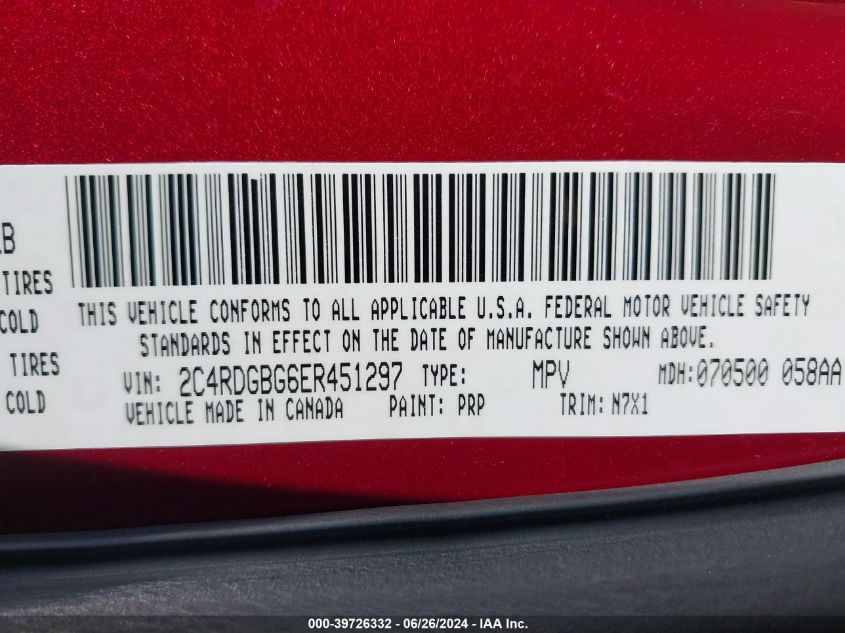 LB
TIRES
COLD
TIRES
COLD
THIS VEHICLE CONFORMS TO ALL APPLICABLE U.S.A. FEDERAL MOTOR VEHICLE SAFETY
STANDARDS IN EFFECT ON THE DATE OF MANUFACTURE SHOWN ABOVE.
VIN: 2C4RDGBG6ER451297 TYPE: MPV MDH:070500 058AA
VEHICLE MADE IN CANADA PAINT: PRP TRIM: N7X1
000-39726332 - 06/26/2024 - IAA Inc.